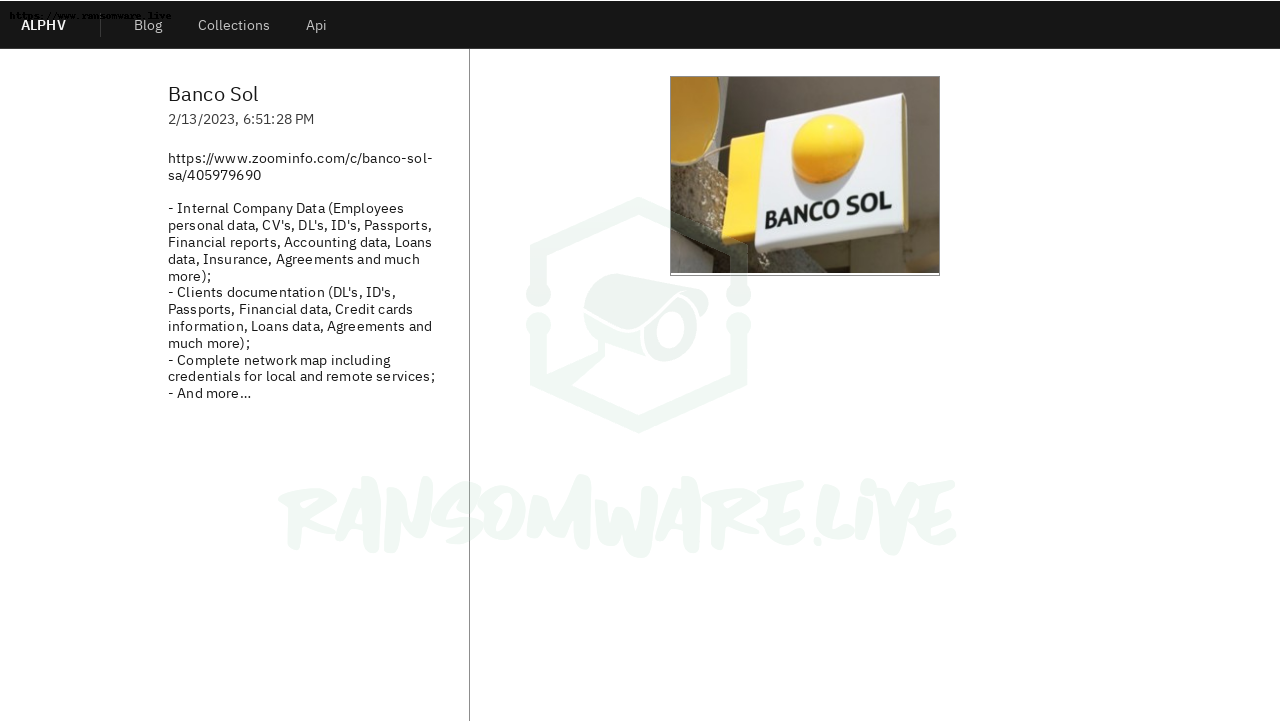 https://www.ransomware.live
ALPHV
Blog
Collections
Api
Banco Sol
2/13/2023, 6:51:28 PM
https://www.zoominfo.com/c/banco-sol-
sa/405979690
- Internal Company Data (Employees
personal data, CV's, DL's, ID's, Passports,
Financial reports, Accounting data, Loans
data, Insurance, Agreements and much
more);
- Clients documentation (DL's, ID's,
Passports, Financial data, Credit cards
information, Loans data, Agreements and
much more);
- Complete network map including
credentials for local and remote services;
- And more...
BANCO SOL
RANSOMWARE.LIVE